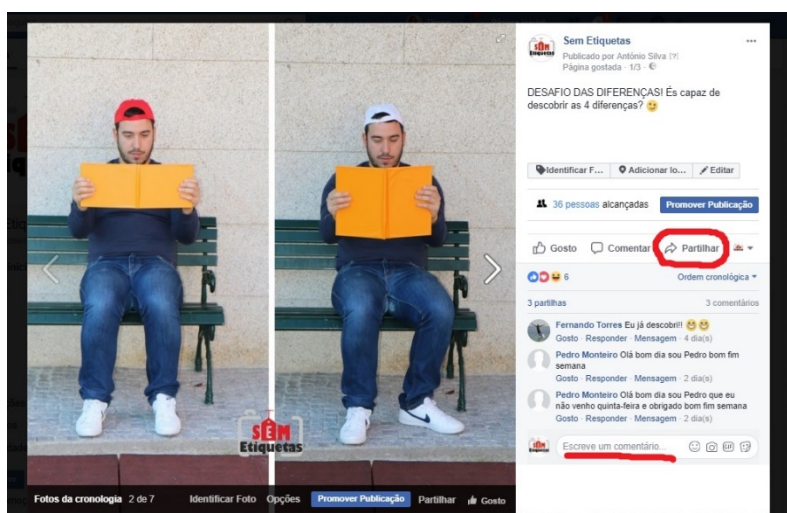 SEM
Etiquetas
Fotos da cronologia 2 de 7
Identificar Foto Opções Promover Publicação Partilhar Gosto
SEM
Etiquetas
Sem Etiquetas
Publicado por António Silva [?]
Página gostada · 1/3 ·
DESAFIO DAS DIFERENÇAS! És capaz de
descobrir as 4 diferenças? 😉
Identificar F... Adicionar lo... Editar
36 pessoas alcançadas Promover Publicação
Gosto Comentar Partilhar
6 Ordem cronológica
3 partilhas 3 comentários
Fernando Torres Eu já descobri!! 😁😁
Gosto · Responder · Mensagem · 4 dia(s)
Pedro Monteiro Olá bom dia sou Pedro bom fim
semana
Gosto · Responder · Mensagem · 2 dia(s)
Pedro Monteiro Olá bom dia sou Pedro que eu
não venho quinta-feira e obrigado bom fim semana
Gosto · Responder · Mensagem · 2 dia(s)
Escreve um comentário...
GIF